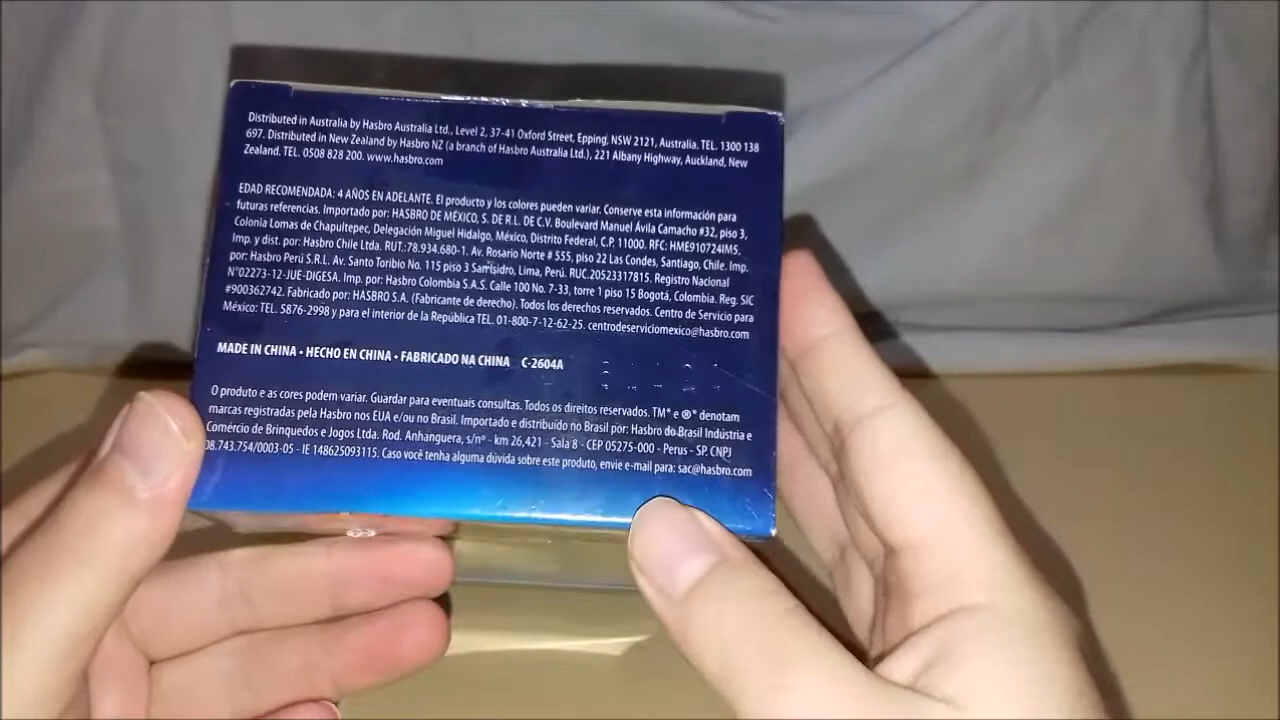 Distributed in Australia by Hasbro Australia Ltd., Level 2, 37-41 Oxford Street, Epping, NSW 2121, Australia. TEL. 1300 138
697. Distributed in New Zealand by Hasbro NZ (a branch of Hasbro Australia Ltd.), 221 Albany Highway, Auckland, New
Zealand. TEL. 0508 828 200. www.hasbro.com
EDAD RECOMENDADA: 4 AÑOS EN ADELANTE. El producto y los colores pueden variar. Conserve esta información para
futuras referencias. Importado por: HASBRO DE MÉXICO, S. DE R.L. DE C.V. Boulevard Manuel Ávila Camacho #32, piso 3,
Colonia Lomas de Chapultepec, Delegación Miguel Hidalgo, México, Distrito Federal, C.P. 11000. RFC: HME910724IM5.
Imp. y dist. por: Hasbro Chile Ltda. RUT.:78.934.680-1. Av. Rosario Norte # 555, piso 22 Las Condes, Santiago, Chile. Imp.
por: Hasbro Perú S.R.L. Av. Santo Toribio No. 115 piso 3 San Isidro, Lima, Perú. RUC.20523317815. Registro Nacional
N°02273-12-JUE-DIGESA. Imp. por: Hasbro Colombia S.A.S. Calle 100 No. 7-33, torre 1 piso 15 Bogotá, Colombia. Reg. SIC
#900362742. Fabricado por: HASBRO S.A. (Fabricante de derecho). Todos los derechos reservados. Centro de Servicio para
México: TEL. 5876-2998 y para el interior de la República TEL. 01-800-7-12-62-25. centrodeserviciomexico@hasbro.com
MADE IN CHINA • HECHO EN CHINA • FABRICADO NA CHINA C-2604A
O produto e as cores podem variar. Guardar para eventuais consultas. Todos os direitos reservados. TM* e ®* denotam
marcas registradas pela Hasbro nos EUA e/ou no Brasil. Importado e distribuído no Brasil por: Hasbro do Brasil Indústria e
Comércio de Brinquedos e Jogos Ltda. Rod. Anhanguera, s/nº - km 26,421 - Sala 8 - CEP 05275-000 - Perus - SP. CNPJ
08.743.754/0003-05 - IE 148625093115. Caso você tenha alguma dúvida sobre este produto, envie e-mail para: sac@hasbro.com